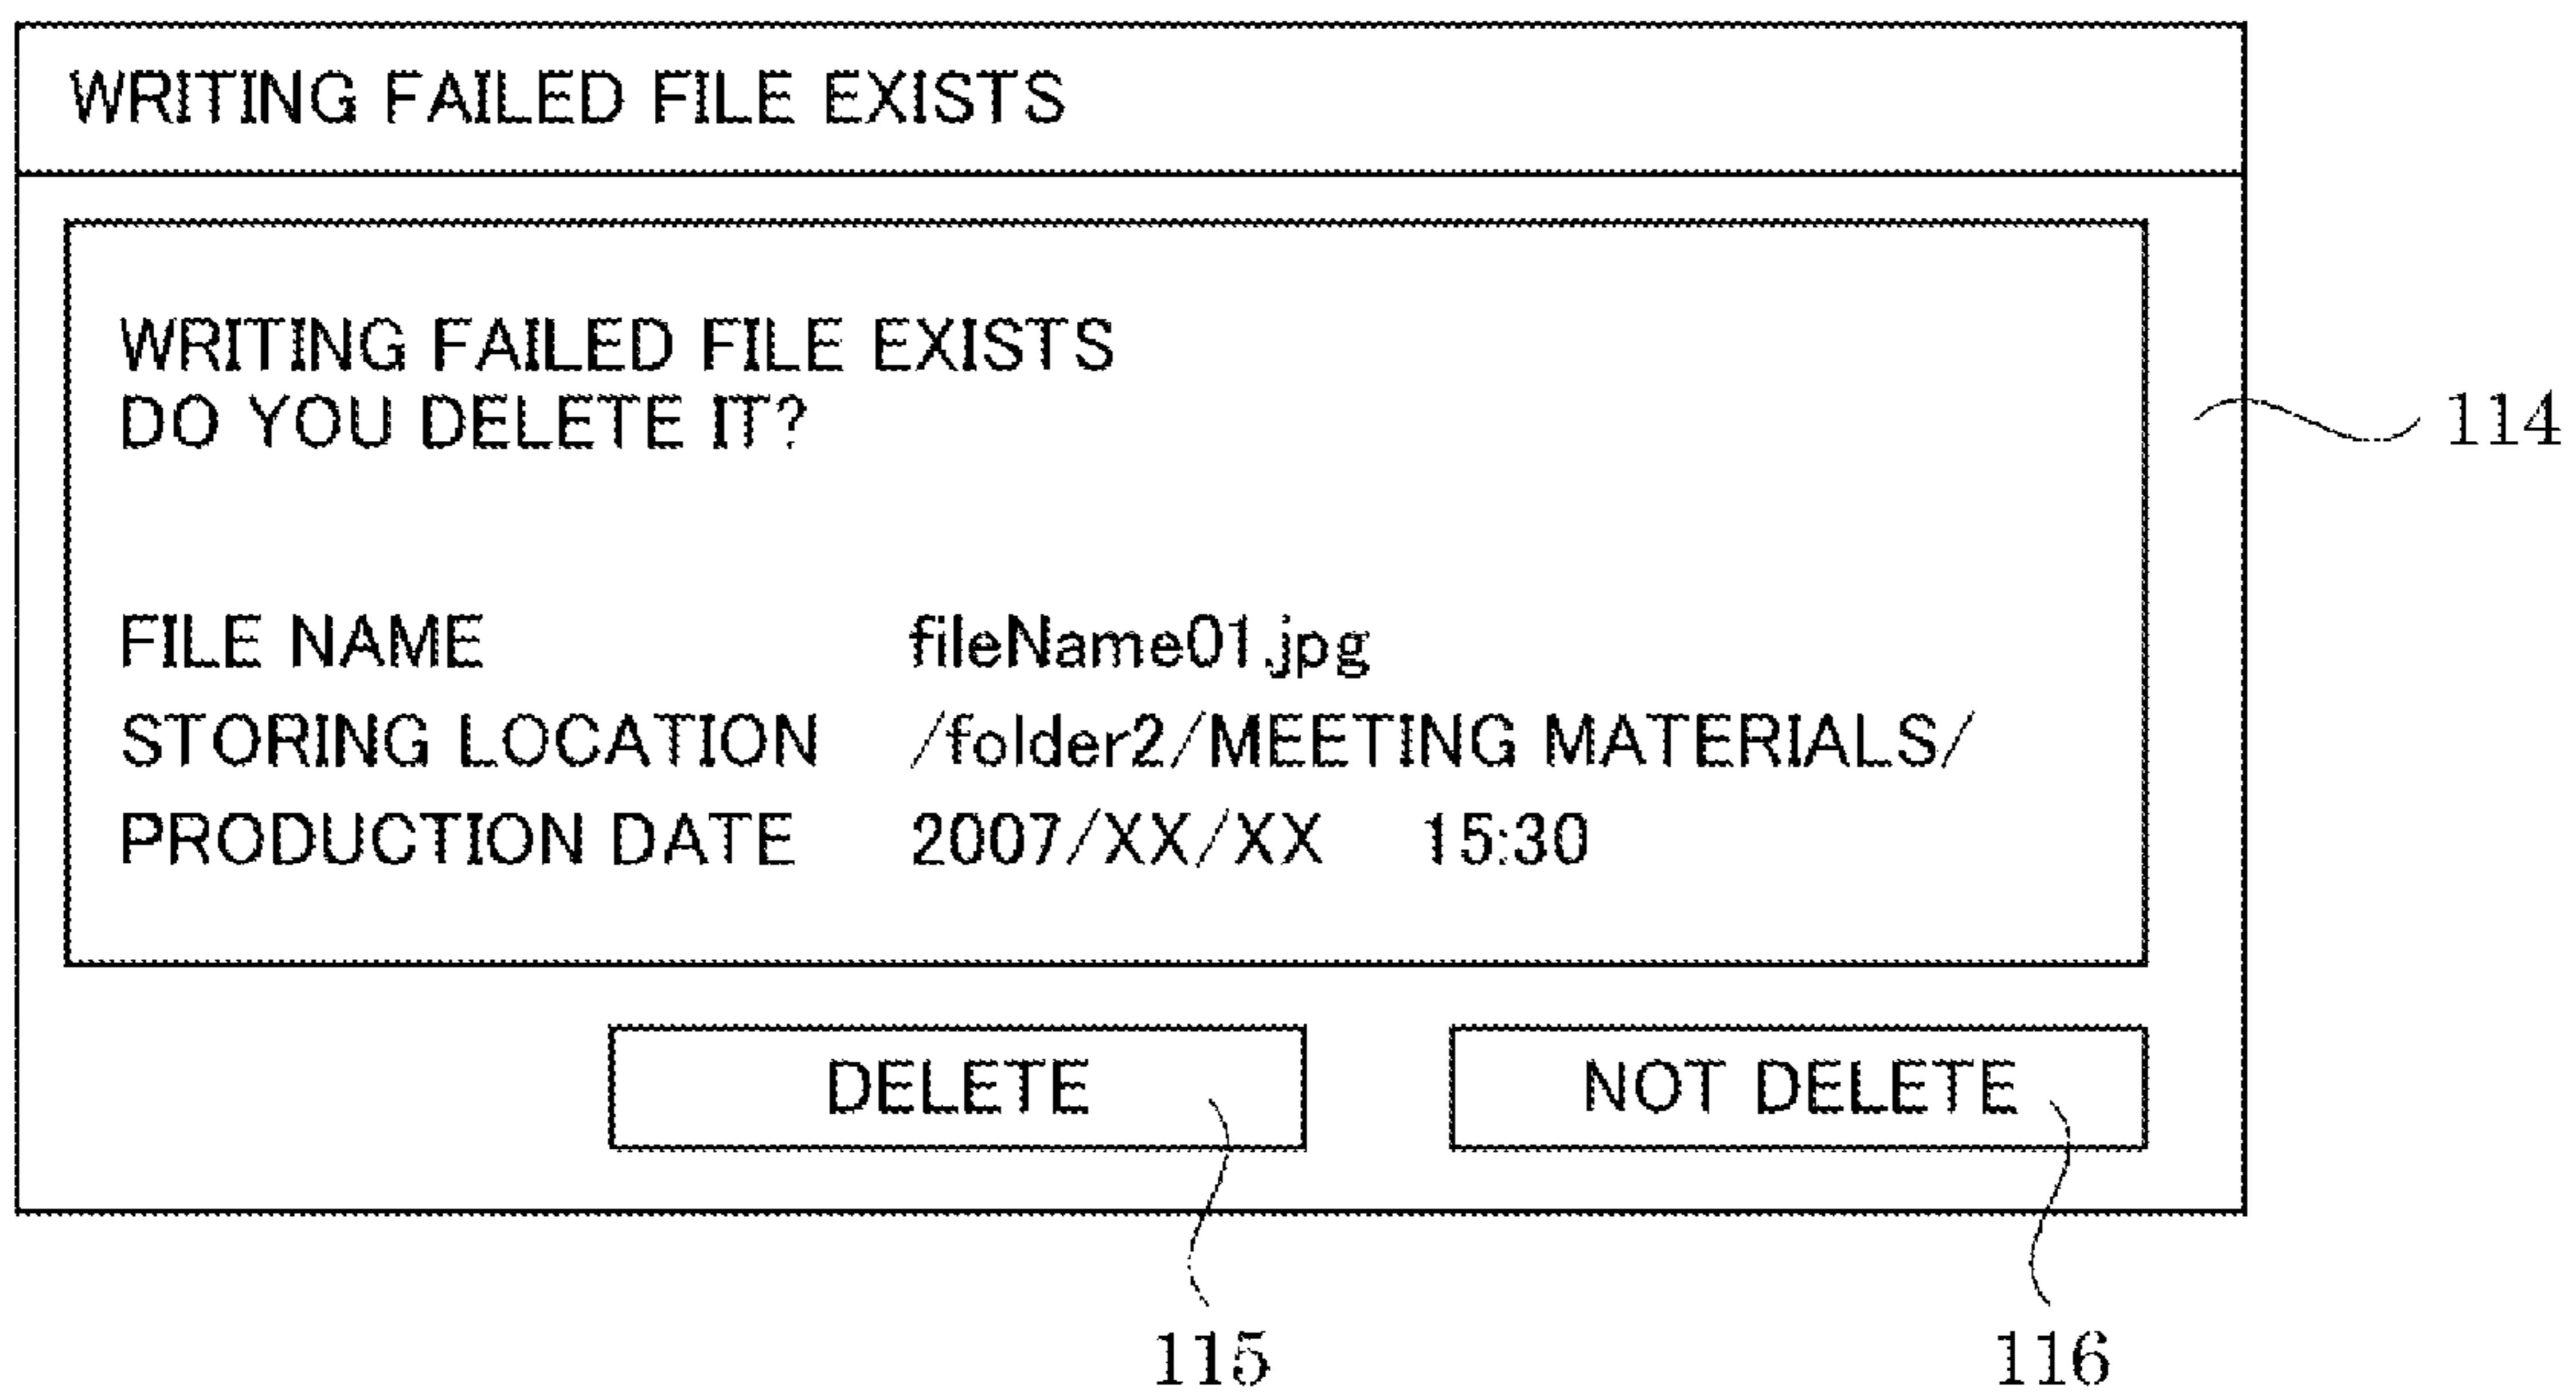 WRITING FAILED FILE EXISTS
WRITING FAILED FILE EXISTS
DO YOU DELETE IT?
114
FILE NAME fileName01.jpg
STORING LOCATION /folder2/MEETING MATERIALS/
PRODUCTION DATE 2007/XX/XX 15:30
DELETE NOT DELETE
115 116